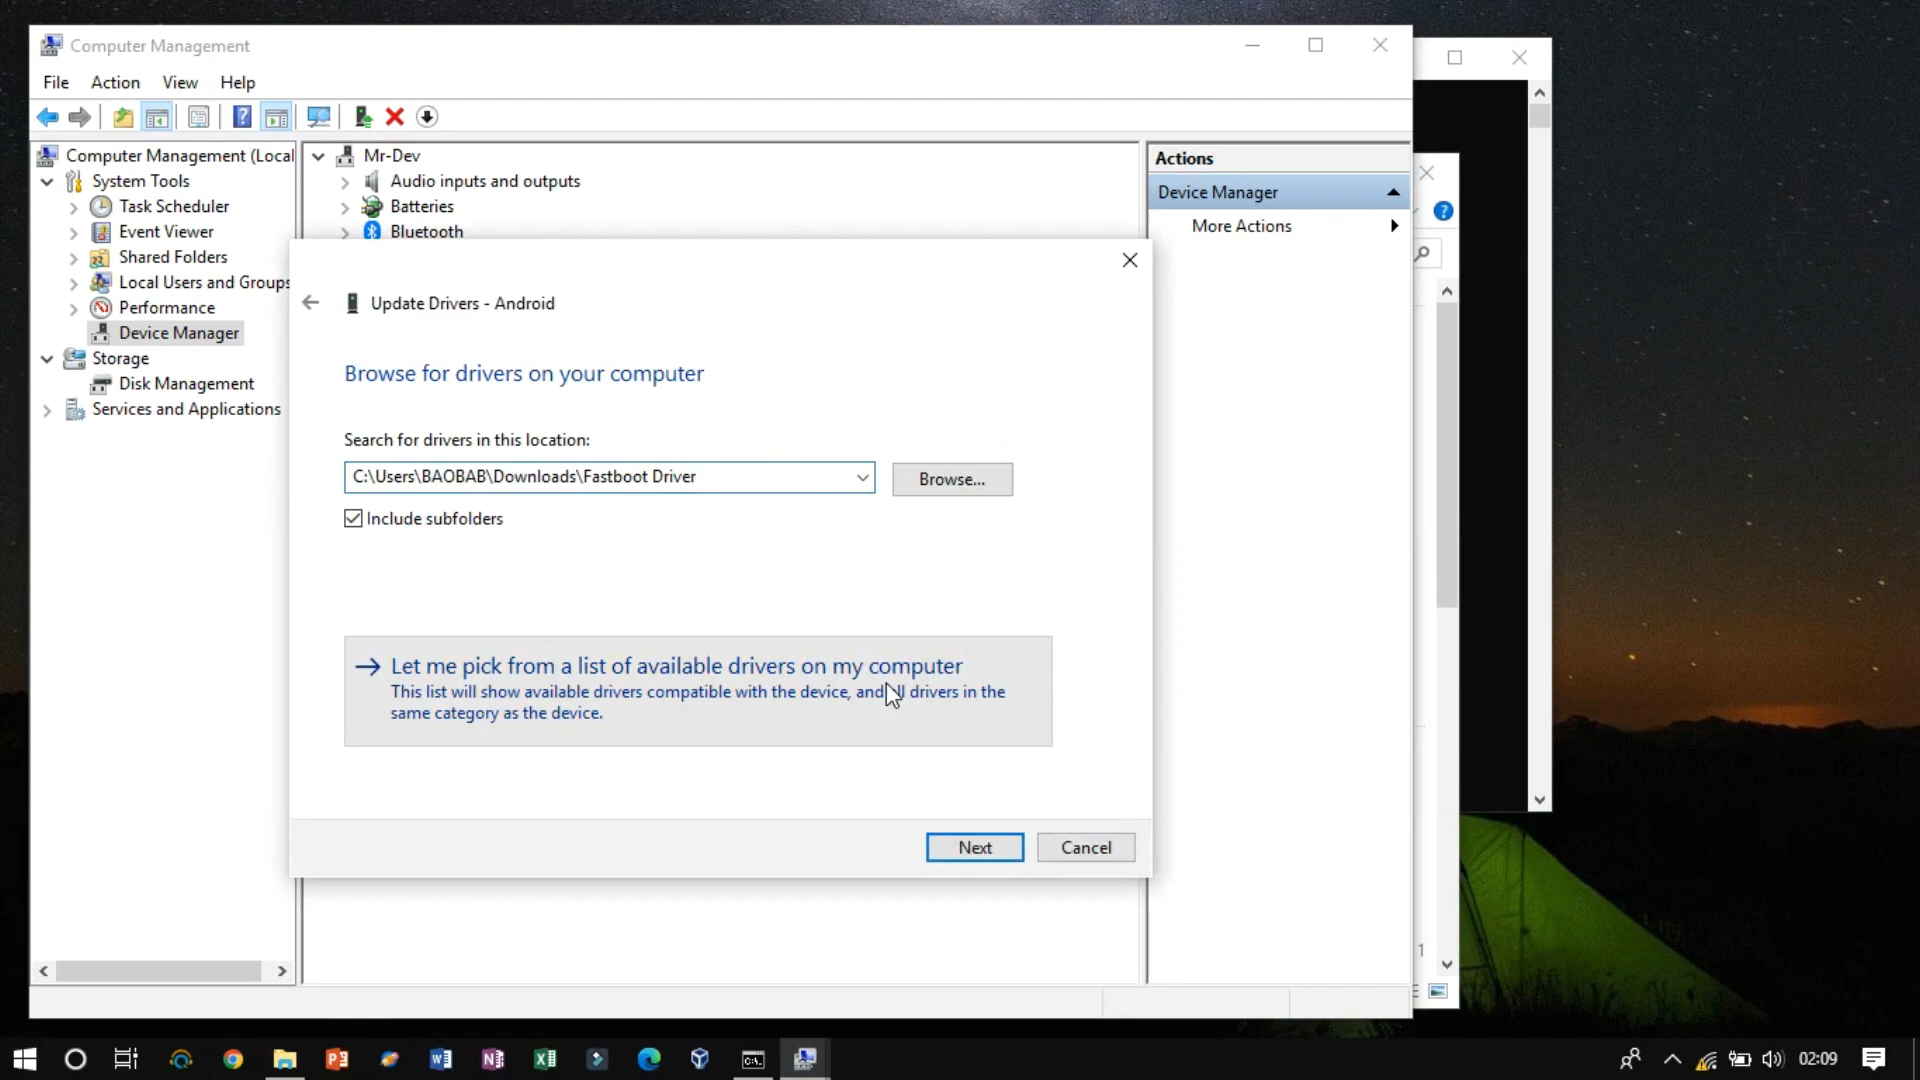 Computer Management
File Action View Help
Computer Management (Local
System Tools
Task Scheduler
Event Viewer
Shared Folders
Local Users and Groups
Performance
Device Manager
Storage
Disk Management
Services and Applications
Mr-Dev
Audio inputs and outputs
Batteries
Bluetooth
Actions
Device Manager
More Actions
Update Drivers - Android
Browse for drivers on your computer
Search for drivers in this location:
C:\Users\BAOBAB\Downloads\Fastboot Driver
Browse...
Include subfolders
Let me pick from a list of available drivers on my computer
This list will show available drivers compatible with the device, and all drivers in the
same category as the device.
Next
Cancel
1
02:09